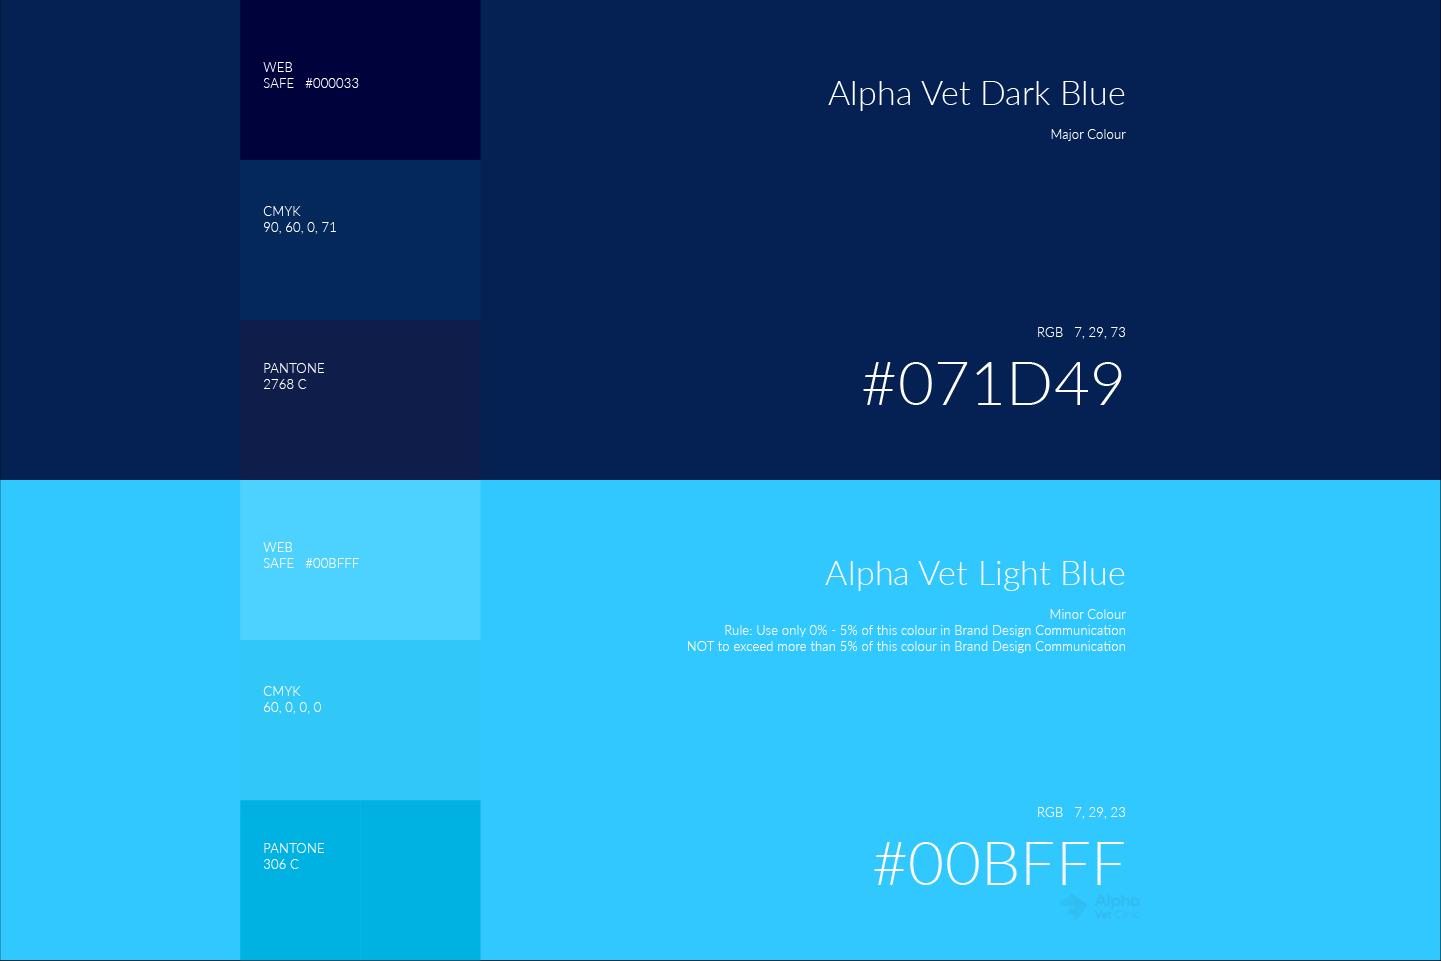 WEB
SAFE #000033
Alpha Vet Dark Blue
Major Colour
CMYK
90, 60, 0, 71
RGB 7, 29, 73
PANTONE
2768 C
#071D49
WEB
SAFE #00BFFF
Alpha Vet Light Blue
Minor Colour
Rule: Use only 0% - 5% of this colour in Brand Design Communication
NOT to exceed more than 5% of this colour in Brand Design Communication
CMYK
60, 0, 0, 0
RGB 7, 29, 23
PANTONE
306 C
#00BFFF
Alpha
Vet Clinic